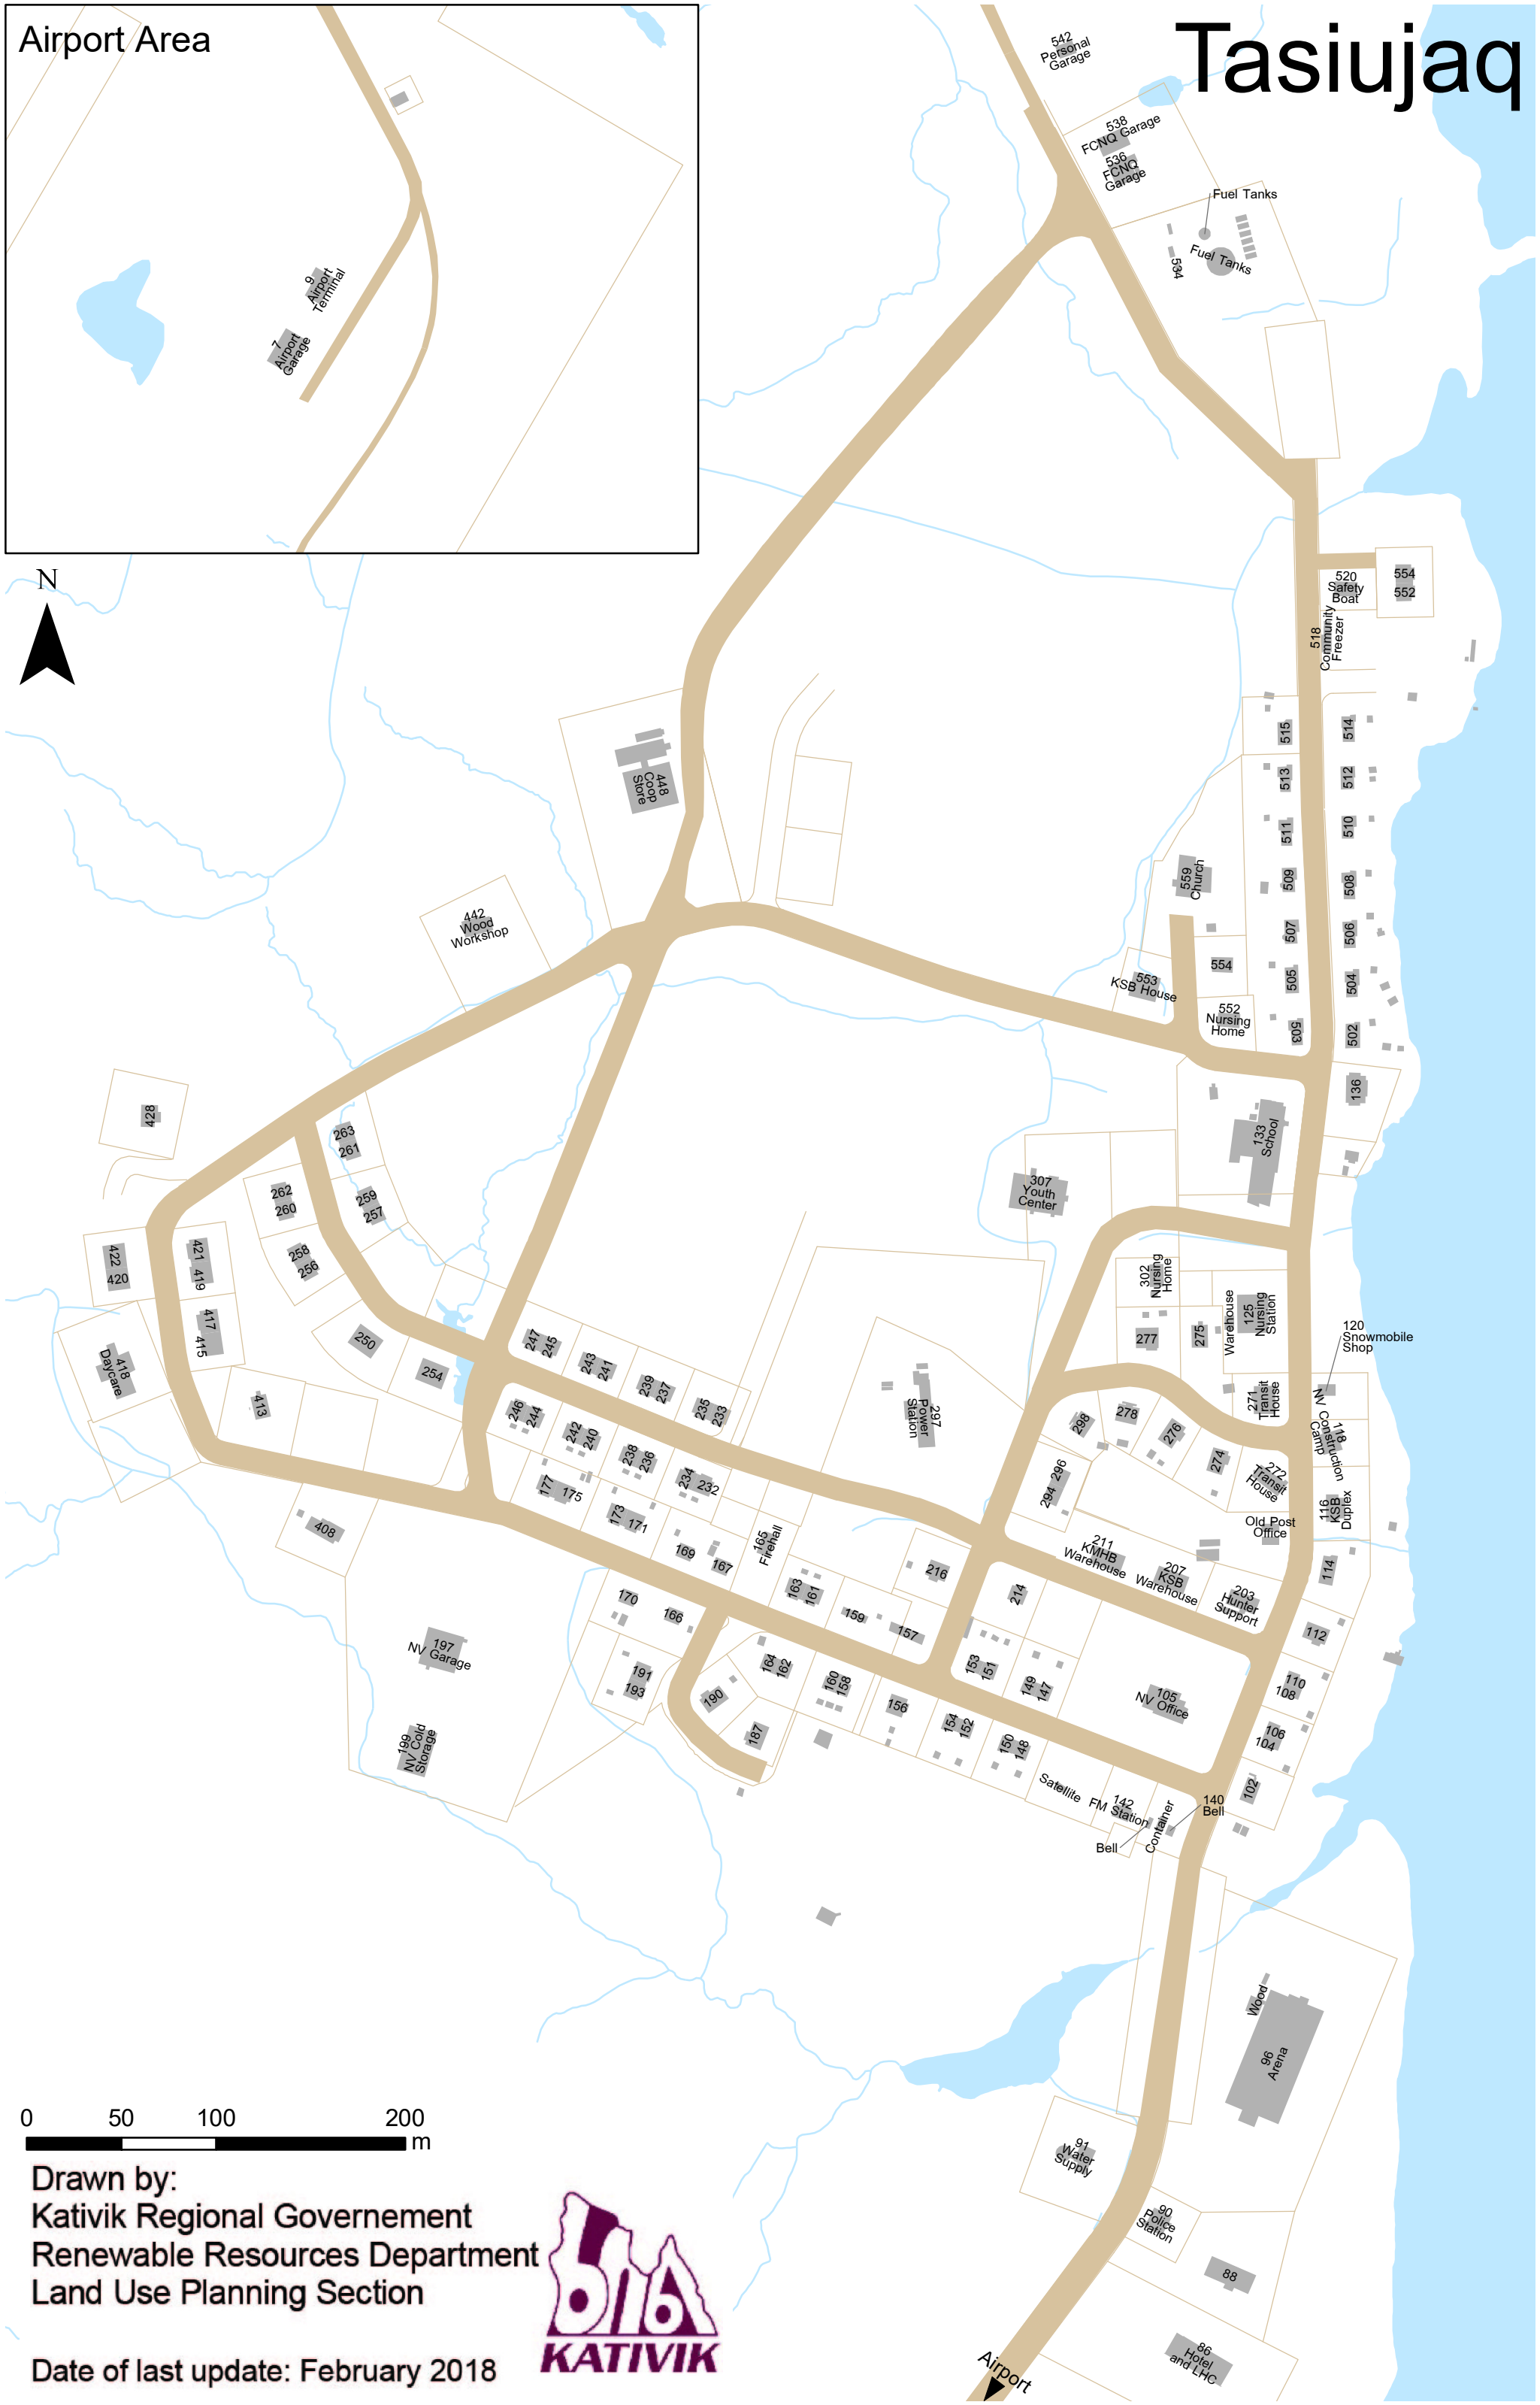 Airport Area
Tasiujaq
9
Airport
Terminal
7
Airport
Garage
N
542
Personal
Garage
538
FCNQ Garage
536
FCNQ
Garage
Fuel Tanks
Fuel Tanks
534
520
Safety
Boat
554
552
518
Community
Freezer
515
514
513
512
511
510
509
508
507
506
505
504
503
502
559
Church
554
553
KSB House
552
Nursing
Home
448
Coop
Store
442
Wood
Workshop
136
133
School
428
263
261
262
260
259
257
258
256
422
420
421
419
417
415
418
Daycare
413
250
254
408
307
Youth
Center
302
Nursing
Home
125
Nursing
Station
Warehouse
277
275
120
Snowmobile
Shop
271
Transit
House
118
NV Construction
Camp
298
278
276
274
272
Transit
House
116
KSB
Duplex
Old Post
Office
114
294 296
297
Power
Station
247
245
243
241
239
237
235
233
246
244
242
240
238
236
234
232
177
175
173
171
169
167
165
Firehall
163
161
159
157
216
214
211
KMHB
Warehouse
207
KSB
Warehouse
203
Hunter
Support
112
110
108
106
104
102
105
NV Office
153
151
149
147
170
166
191
193
190
187
164
162
160
158
156
154
152
150
148
Satellite
142
FM Station
Container
140
Bell
Bell
197
NV Garage
199
NV Cold
Storage
Wood
96
Arena
91
Water
Supply
90
Police
Station
88
86
Hotel
and LHC
Airport
0 50 100 200
m
Drawn by:
Kativik Regional Governement
Renewable Resources Department
Land Use Planning Section
Date of last update: February 2018
KATIVIK